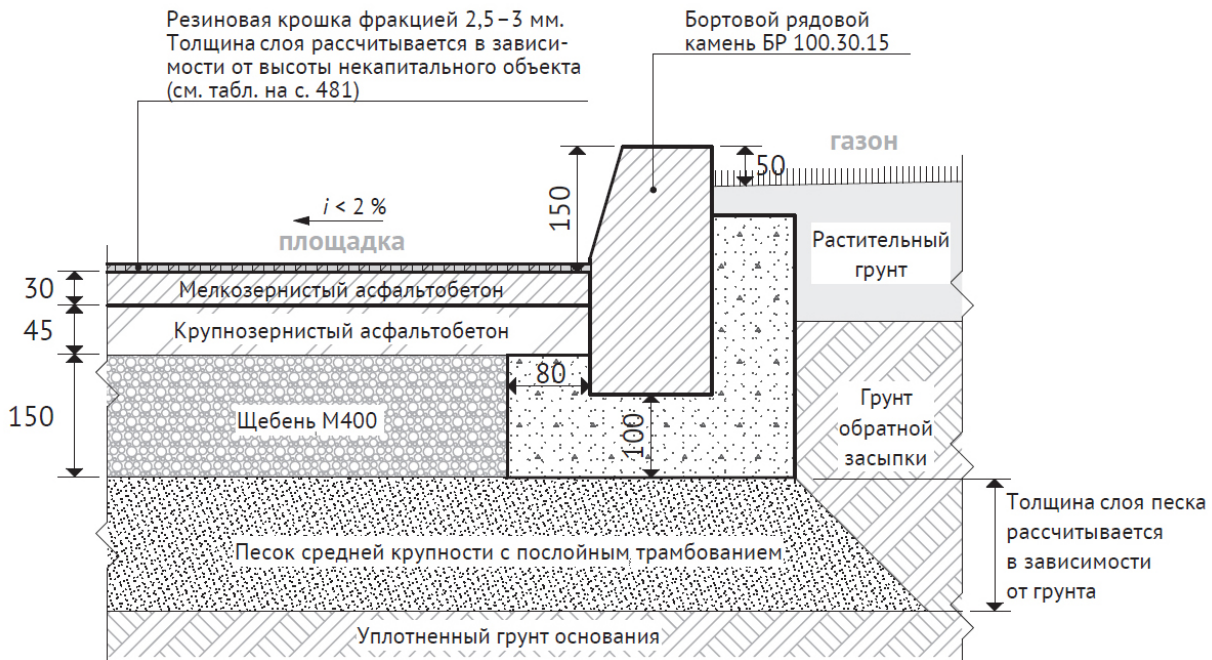 Резиновая крошка фракцией 2,5–3 мм.
Толщина слоя рассчитывается в зависи-
мости от высоты некапитального объекта
(см. табл. на с. 481)
Бортовой рядовой
камень БР 100.30.15
газон
50
150
i < 2 %
площадка
Растительный
грунт
30
Мелкозернистый асфальтобетон
45
Крупнозернистый асфальтобетон
80
150
Щебень М400
100
Грунт
обратной
засыпки
Толщина слоя песка
рассчитывается
в зависимости
от грунта
Песок средней крупности с послойным трамбованием
Уплотненный грунт основания